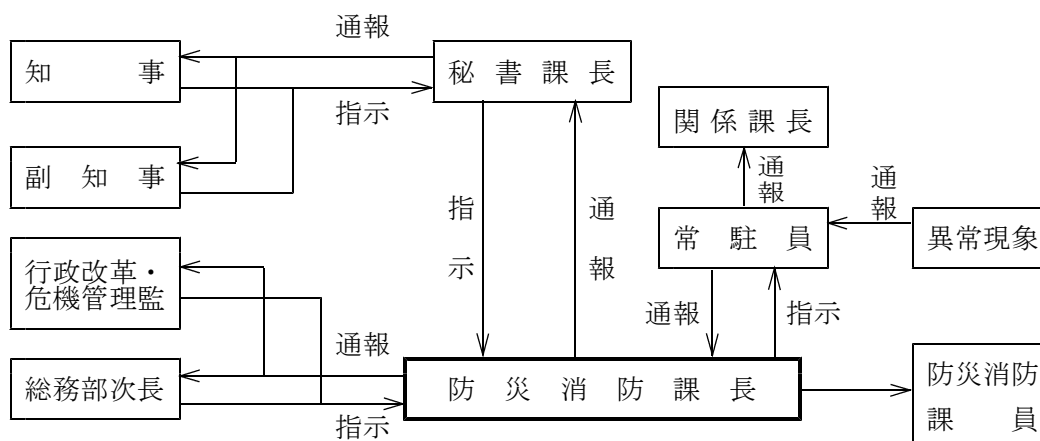 通報
知事
秘書課長
指示
関係課長
副知事
通報
通報
指示
通報
常駐員
異常現象
行政改革・
危機管理監
通報
指示
通報
総務部次長
防災消防課長
防災消防
課員
指示